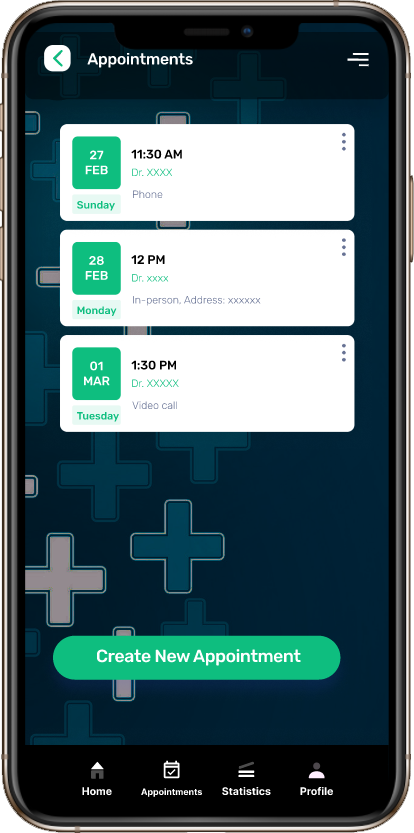 Appointments
27
FEB
Sunday
11:30 AM
Dr. XXXX
Phone
28
FEB
Monday
12 PM
Dr. xxxx
In-person. Address: xxxxxx
01
MAR
Tuesday
1:30 PM
Dr. XXXXX
Video call
Create New Appointment
Home Appointments Statistics Profile